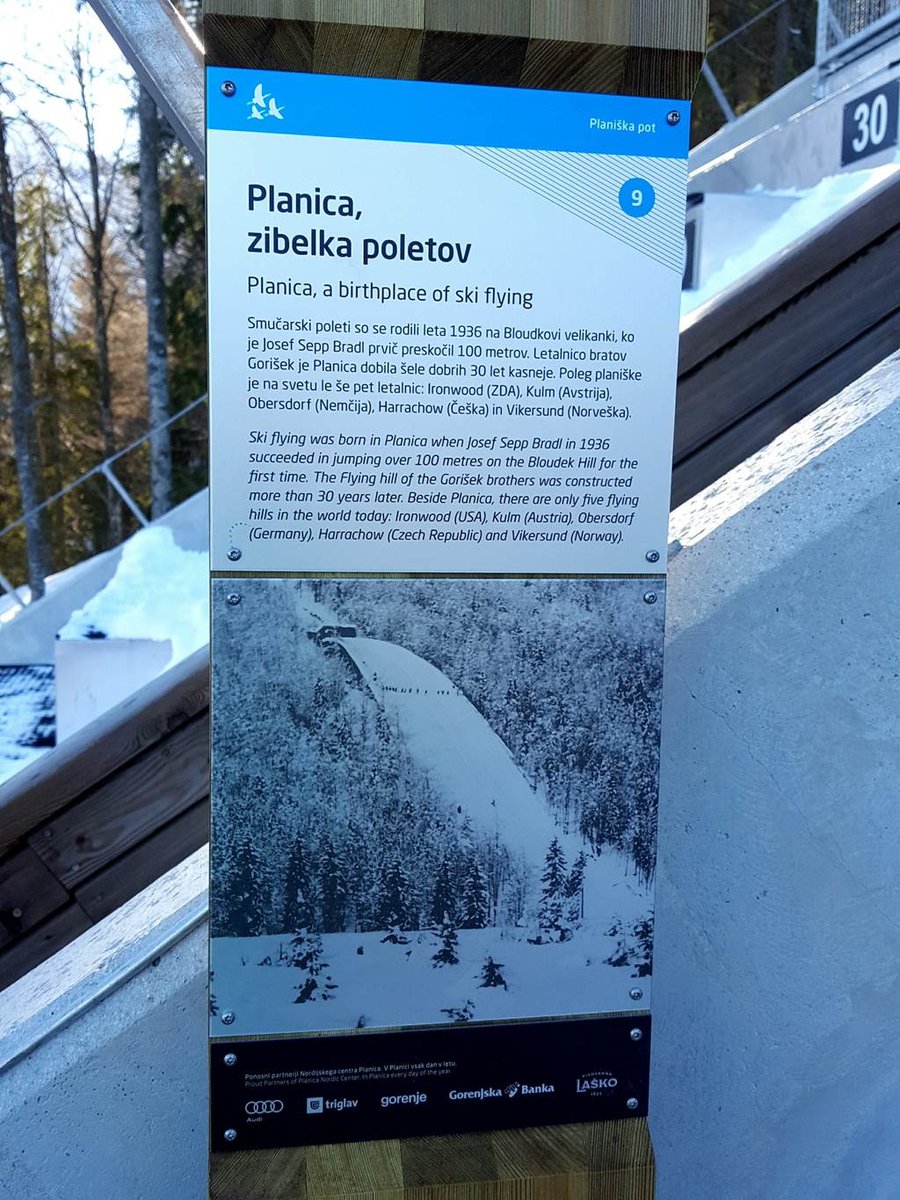 Planiška pot
30
9
Planica,
zibelka poletov
Planica, a birthplace of ski flying
Smučarski poleti so se rodili leta 1936 na Bloudkovi velikanki, ko
je Josef Sepp Bradl prvič preskočil 100 metrov. Letalnico bratov
Gorišek je Planica dobila šele dobrih 30 let kasneje. Poleg planiške
je na svetu le še pet letalnic: Ironwood (ZDA), Kulm (Avstrija),
Obersdorf (Nemčija), Harrachow (Češka) in Vikersund (Norveška).
Ski flying was born in Planica when Josef Sepp Bradl in 1936
succeeded in jumping over 100 metres on the Bloudek Hill for the
first time. The Flying hill of the Gorišek brothers was constructed
more than 30 years later. Beside Planica, there are only five flying
hills in the world today: Ironwood (USA), Kulm (Austria), Obersdorf
(Germany), Harrachow (Czech Republic) and Vikersund (Norway).
Ponosni partnerji Nordijskega centra Planica. V Planici vsak dan v letu.
Proud Partners of Planica Nordic Center. In Planica every day of the year.
Audi
triglav
gorenje
Gorenjska Banka
PIVOVARNA
LAŠKO
1825